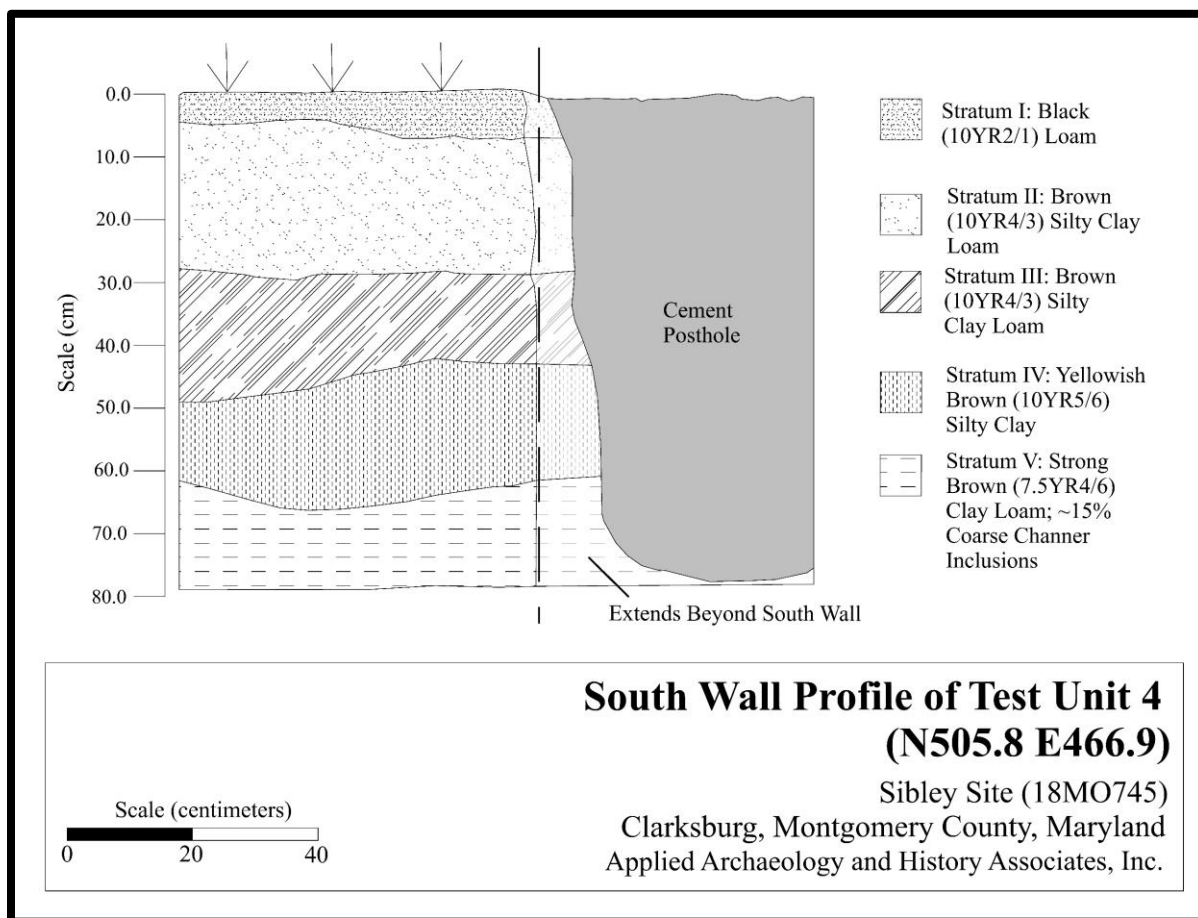 0.0
10.0
20.0
30.0
40.0
50.0
60.0
70.0
80.0
Scale (cm)
Cement
Posthole
Extends Beyond South Wall
Stratum I: Black
(10YR2/1) Loam
Stratum II: Brown
(10YR4/3) Silty Clay
Loam
Stratum III: Brown
(10YR4/3) Silty
Clay Loam
Stratum IV: Yellowish
Brown (10YR5/6)
Silty Clay
Stratum V: Strong
Brown (7.5YR4/6)
Clay Loam; ~15%
Coarse Channer
Inclusions
South Wall Profile of Test Unit 4
(N505.8 E466.9)
Sibley Site (18MO745)
Clarksburg, Montgomery County, Maryland
Applied Archaeology and History Associates, Inc.
Scale (centimeters)
0 20 40